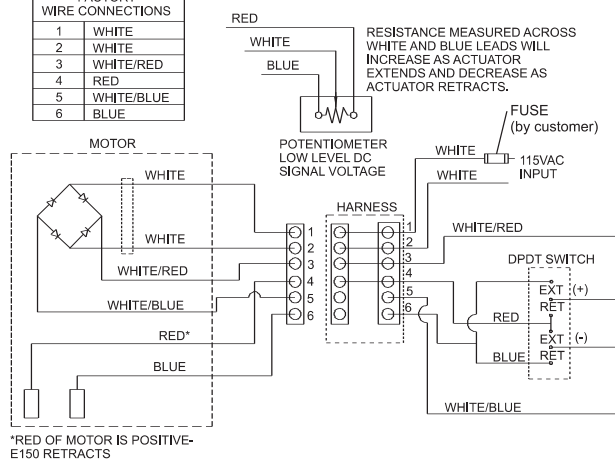 WIRE CONNECTIONS
1 WHITE
2 WHITE
3 WHITE/RED
4 RED
5 WHITE/BLUE
6 BLUE
RED
WHITE
BLUE
POTENTIOMETER
LOW LEVEL DC
SIGNAL VOLTAGE
RESISTANCE MEASURED ACROSS
WHITE AND BLUE LEADS WILL
INCREASE AS ACTUATOR
EXTENDS AND DECREASE AS
ACTUATOR RETRACTS.
FUSE
(by customer)
WHITE
115VAC
INPUT
WHITE
MOTOR
WHITE
WHITE
WHITE/RED
WHITE/BLUE
RED*
BLUE
1
2
3
4
5
6
HARNESS
1
2
3
4
5
6
WHITE/RED
DPDT SWITCH
EXT (+)
RET
RED
EXT (-)
BLUE RET
WHITE/BLUE
*RED OF MOTOR IS POSITIVE-
E150 RETRACTS